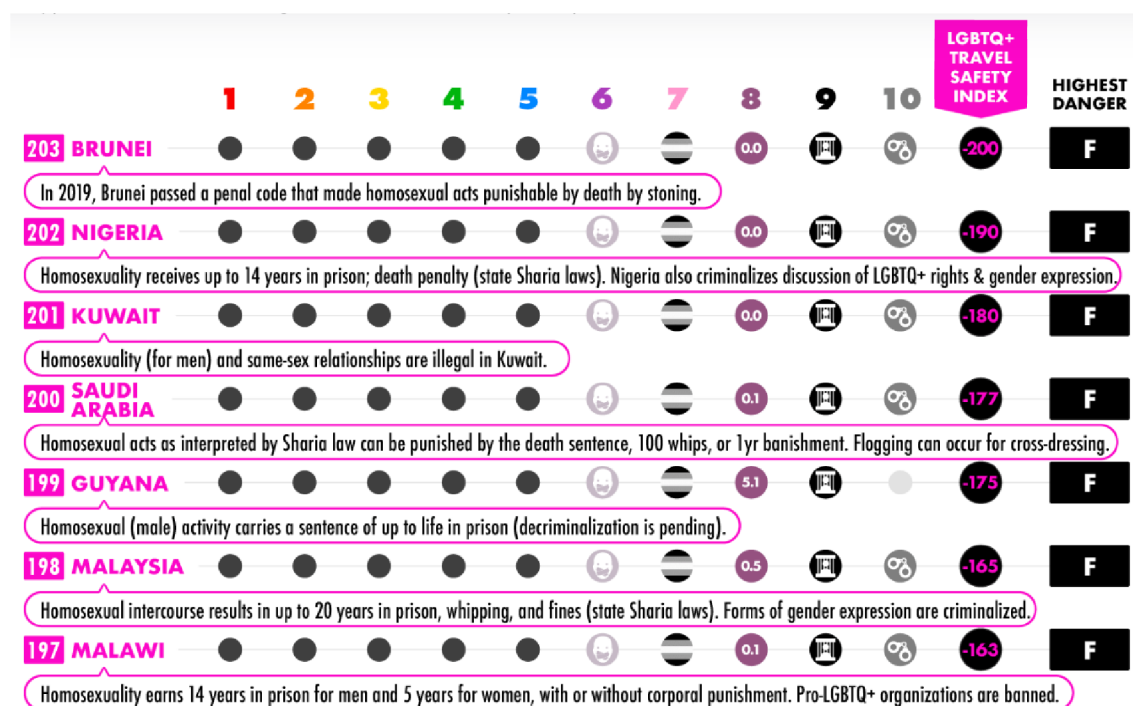 LGBTQ+
TRAVEL
SAFETY
INDEX
HIGHEST
DANGER
1 2 3 4 5 6 7 8 9 10
203 BRUNEI 0.0 -200 F
In 2019, Brunei passed a penal code that made homosexual acts punishable by death by stoning.
202 NIGERIA 0.0 -190 F
Homosexuality receives up to 14 years in prison; death penalty (state Sharia laws). Nigeria also criminalizes discussion of LGBTQ+ rights & gender expression.
201 KUWAIT 0.0 -180 F
Homosexuality (for men) and same-sex relationships are illegal in Kuwait.
200 SAUDI
ARABIA 0.1 -177 F
Homosexual acts as interpreted by Sharia law can be punished by the death sentence, 100 whips, or 1yr banishment. Flogging can occur for cross-dressing.
199 GUYANA 5.1 -175 F
Homosexual (male) activity carries a sentence of up to life in prison (decriminalization is pending).
198 MALAYSIA 0.5 -165 F
Homosexual intercourse results in up to 20 years in prison, whipping, and fines (state Sharia laws). Forms of gender expression are criminalized.
197 MALAWI 0.1 -163 F
Homosexuality earns 14 years in prison for men and 5 years for women, with or without corporal punishment. Pro-LGBTQ+ organizations are banned.